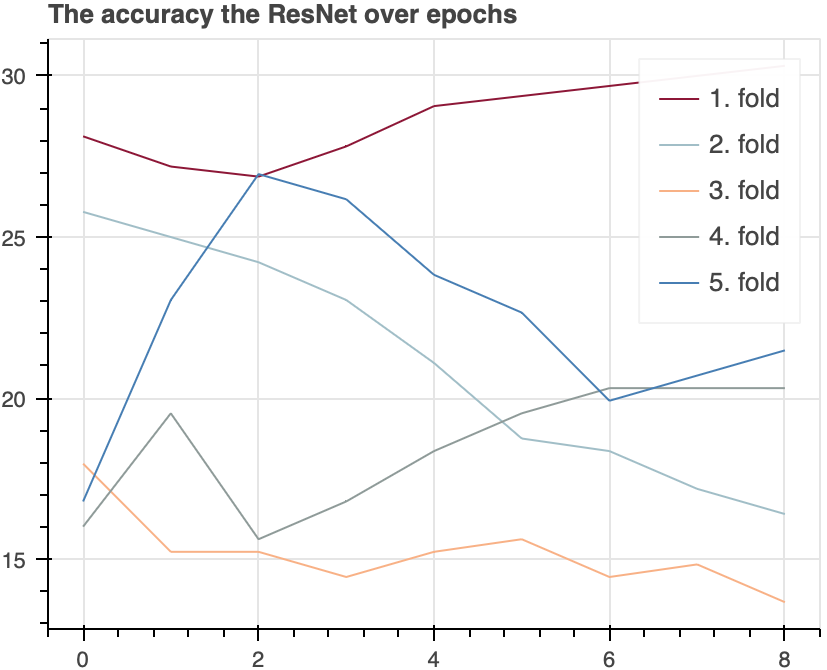 The accuracy the ResNet over epochs
30
25
20
15
0 2 4 6 8
1. fold
2. fold
3. fold
4. fold
5. fold